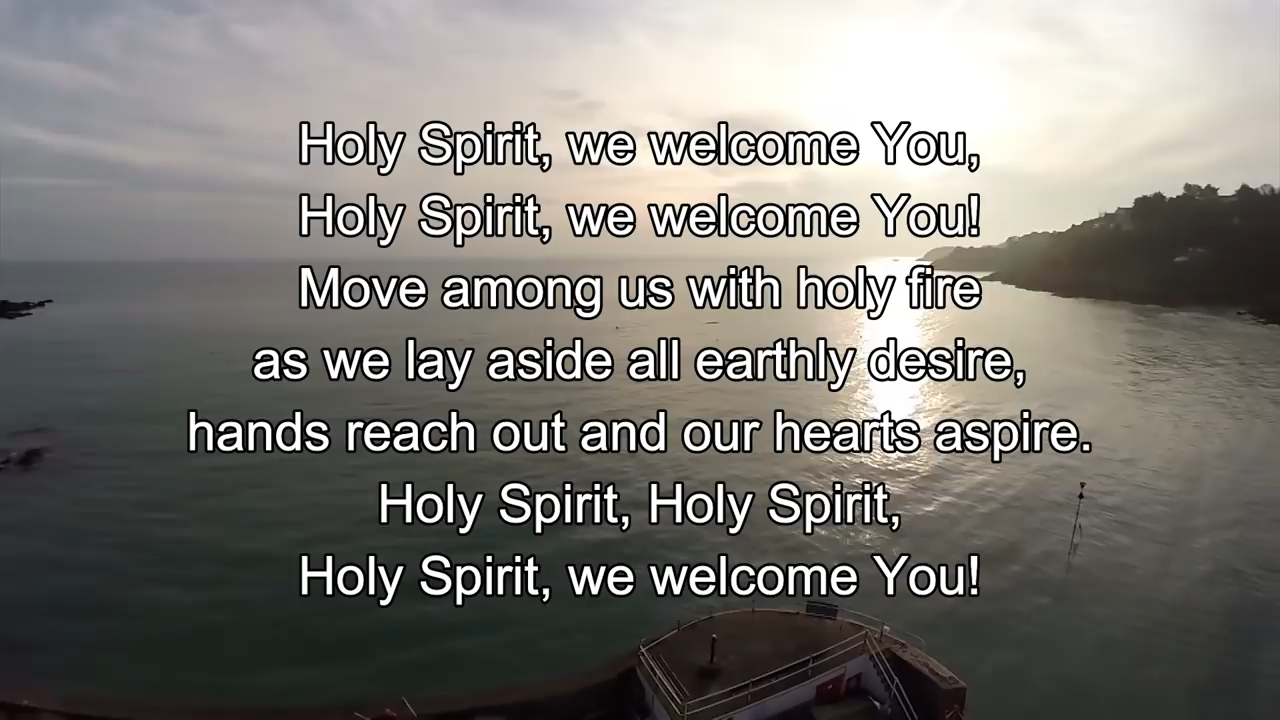 Holy Spirit, we welcome You,
Holy Spirit, we welcome You!
Move among us with holy fire
as we lay aside all earthly desire,
hands reach out and our hearts aspire.
Holy Spirit, Holy Spirit,
Holy Spirit, we welcome You!